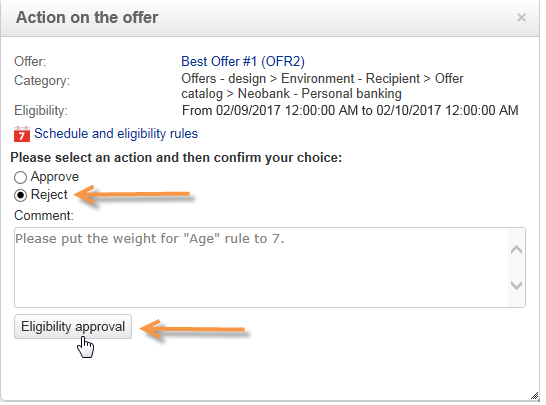 Action on the offer
Offer: Best Offer #1 (OFR2)
Category: Offers - design > Environment - Recipient > Offer
catalog > Neobank - Personal banking
Eligibility: From 02/09/2017 12:00:00 AM to 02/10/2017 12:00:00 AM
7 Schedule and eligibility rules
Please select an action and then confirm your choice:
Approve
Reject
Comment:
Please put the weight for "Age" rule to 7.
Eligibility approval